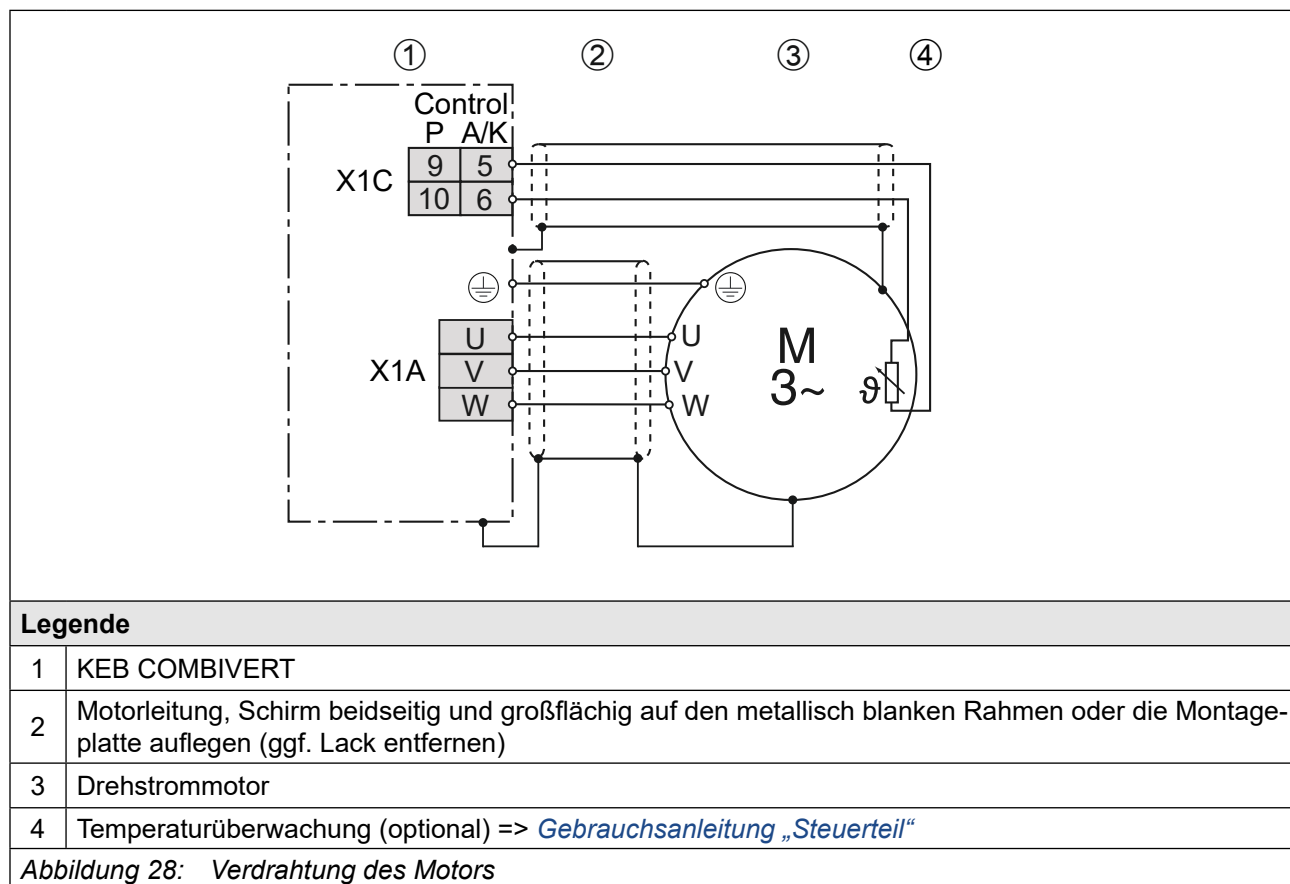 ① ② ③ ④
Control
P A/K
X1C
9 5
10 6
U U
X1A V V
W W
M
3~
ϑ
Legende
1 KEB COMBIVERT
2 Motorleitung, Schirm beidseitig und großflächig auf den metallisch blanken Rahmen oder die Montage-
platte auflegen (ggf. Lack entfernen)
3 Drehstrommotor
4 Temperaturüberwachung (optional) => Gebrauchsanleitung „Steuerteil“
Abbildung 28: Verdrahtung des Motors